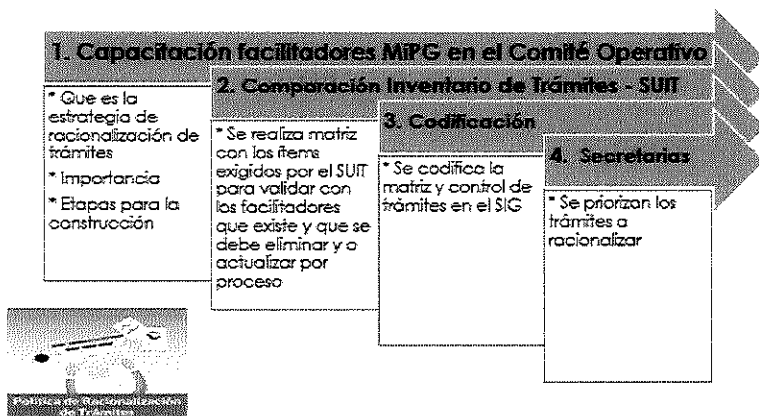 1. Capacitación facilitadores MiPG en el Comité Operativo
2. Comparación Inventario de Trámites - SUIT
3. Codificación
4. Secretarias
* Que es la
estrategia de
racionalización de
trámites
* Importancia
* Etapas para la
construcción
* Se realiza matriz
con los ítems
exigidos por el SUIT
para validar con
los facilitadores
que existe y que se
debe eliminar y o
actualizar por
proceso
* Se codifica la
matriz y control de
trámites en el SIG
* Se priorizan los
trámites a
racionalizar
Política de Racionalización
de Trámites